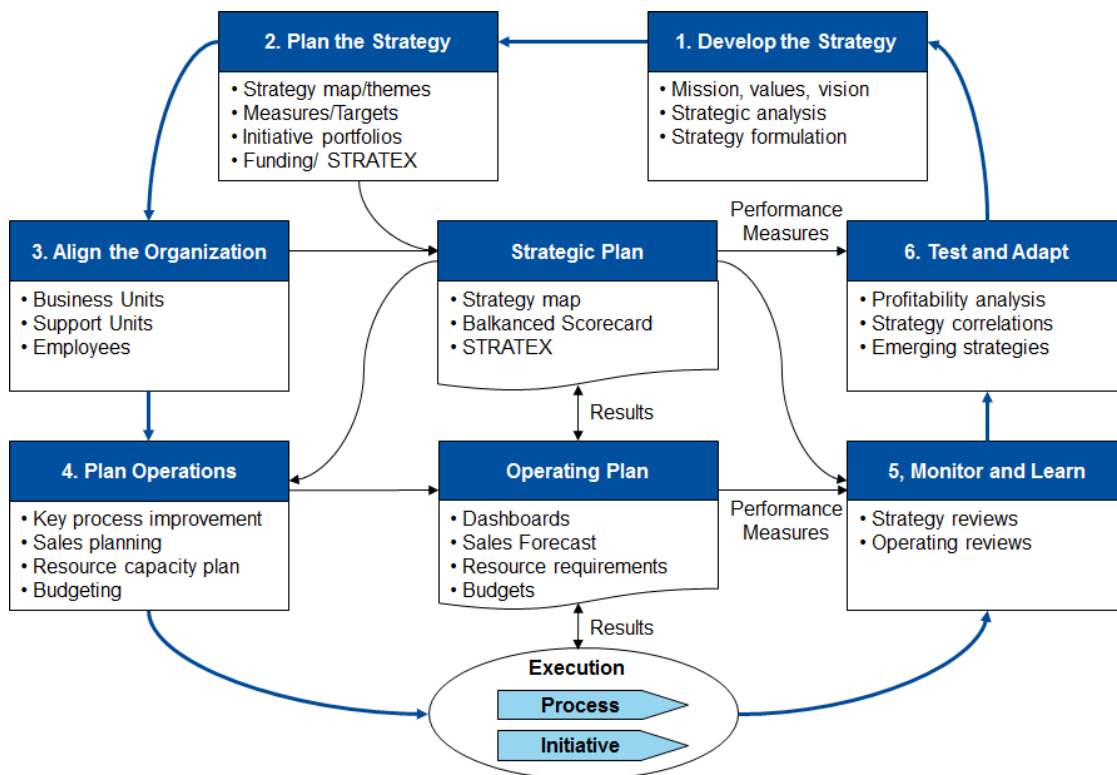 2. Plan the Strategy
• Strategy map/themes
• Measures/Targets
• Initiative portfolios
• Funding/ STRATEX
1. Develop the Strategy
• Mission, values, vision
• Strategic analysis
• Strategy formulation
3. Align the Organization
• Business Units
• Support Units
• Employees
Strategic Plan
• Strategy map
• Balkanced Scorecard
• STRATEX
Performance
Measures
6. Test and Adapt
• Profitability analysis
• Strategy correlations
• Emerging strategies
Results
4. Plan Operations
• Key process improvement
• Sales planning
• Resource capacity plan
• Budgeting
Operating Plan
• Dashboards
• Sales Forecast
• Resource requirements
• Budgets
Performance
Measures
5, Monitor and Learn
• Strategy reviews
• Operating reviews
Results
Execution
Process
Initiative